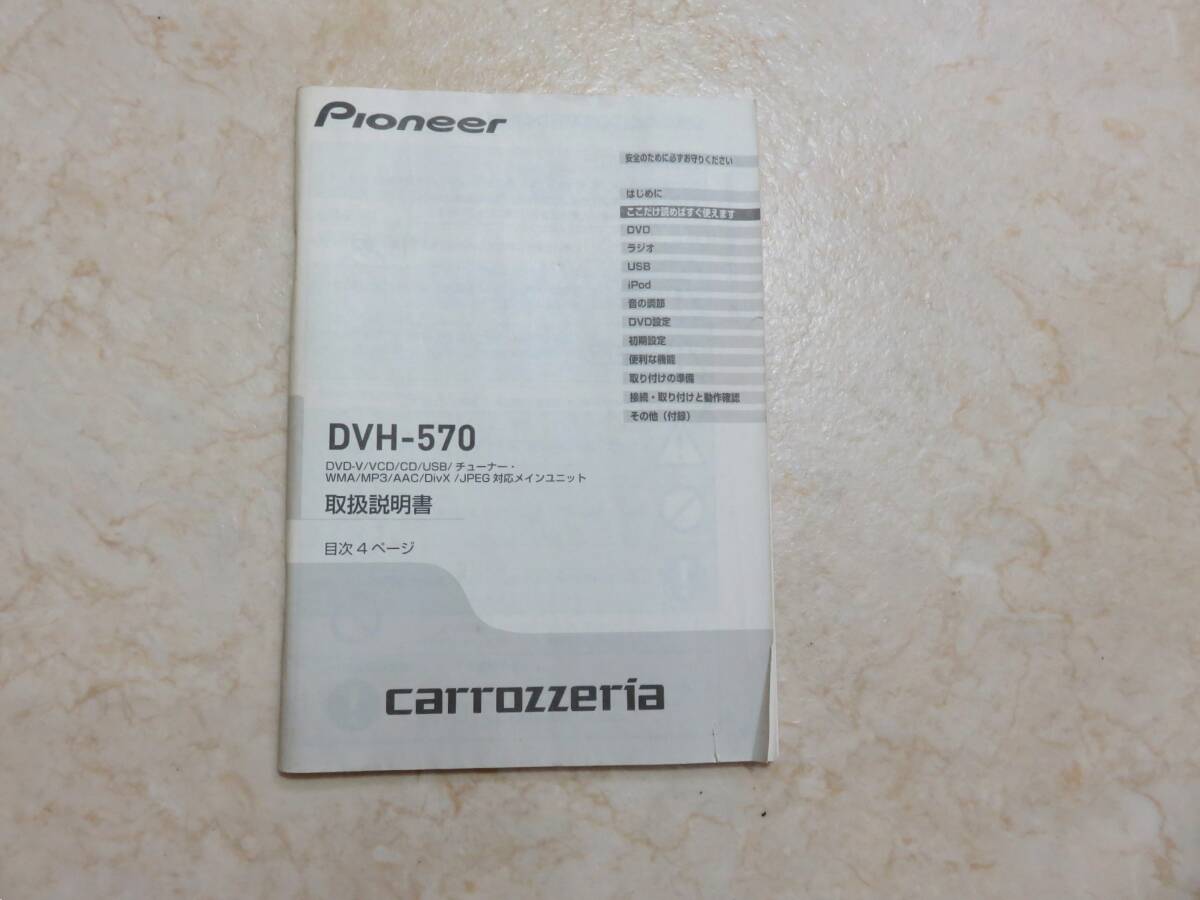 Pioneer
安全のために必ずお守りください
はじめに
ここだけ読めばすぐ使えます
DVD
ラジオ
USB
iPod
音の調節
DVD設定
初期設定
便利な機能
取り付けの準備
接続・取り付けと動作確認
その他（付録）
DVH-570
DVD-V/VCD/CD/USB/チューナー・
WMA/MP3/AAC/DivX /JPEG 対応メインユニット
取扱説明書
目次 4 ページ
carrozzeria